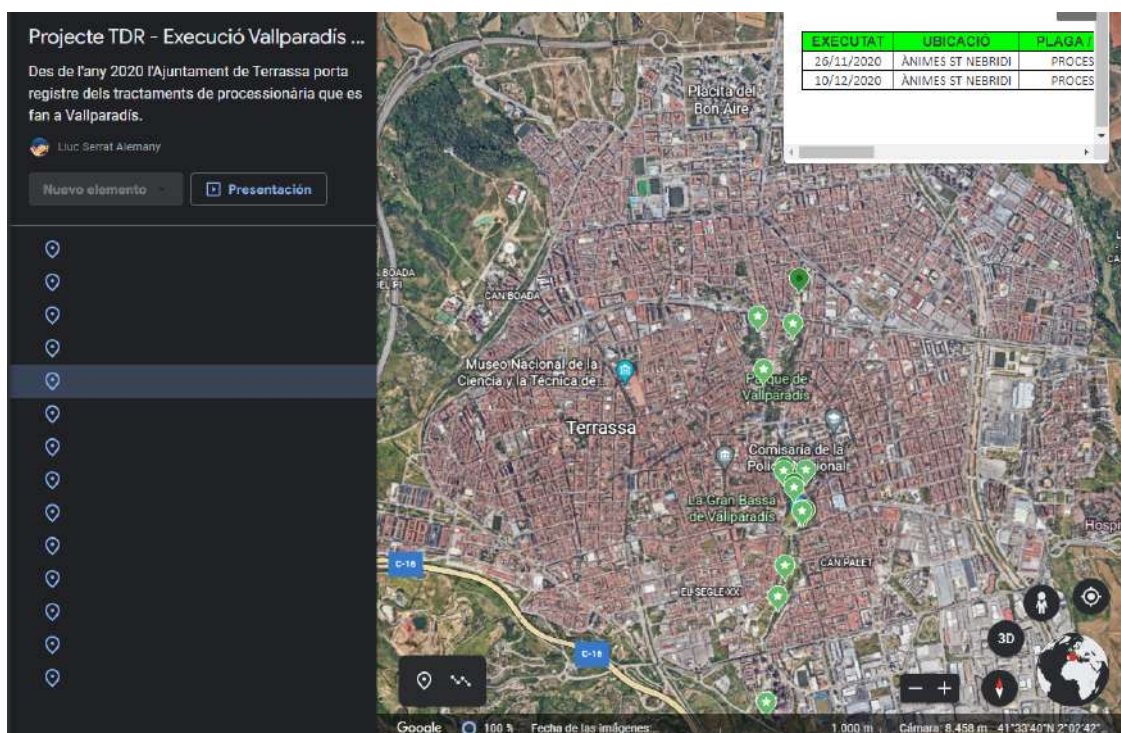 Projecte TDR - Execució Vallparadís ...
Des de l'any 2020 l'Ajuntament de Terrassa porta
registre dels tractaments de processionària que es
fan a Vallparadís.
Lluc Serrat Alemany
Nuevo elemento
Presentación
EXECUTAT UBICACIÓ PLAGA /
26/11/2020 ÀNIMES ST NEBRIDI PROCES
10/12/2020 ÀNIMES ST NEBRIDI PROCES
Placita del
Bon Aire
BOADA
EL PI
CAN BOADA
Museo Nacional de la
Ciencia y la Técnica de...
Parque de
Vallparadís
Terrassa
Comisaría de la
Policía Nacional
La Gran Bassa
de Vallparadís
Hospi
C-16
CAN PALET
EL SEGLE XX
3D
C-16
Google 100 % Fecha de las imágenes: 1.000 m Cámara: 8.458 m 41°33'40"N 2°02'42"